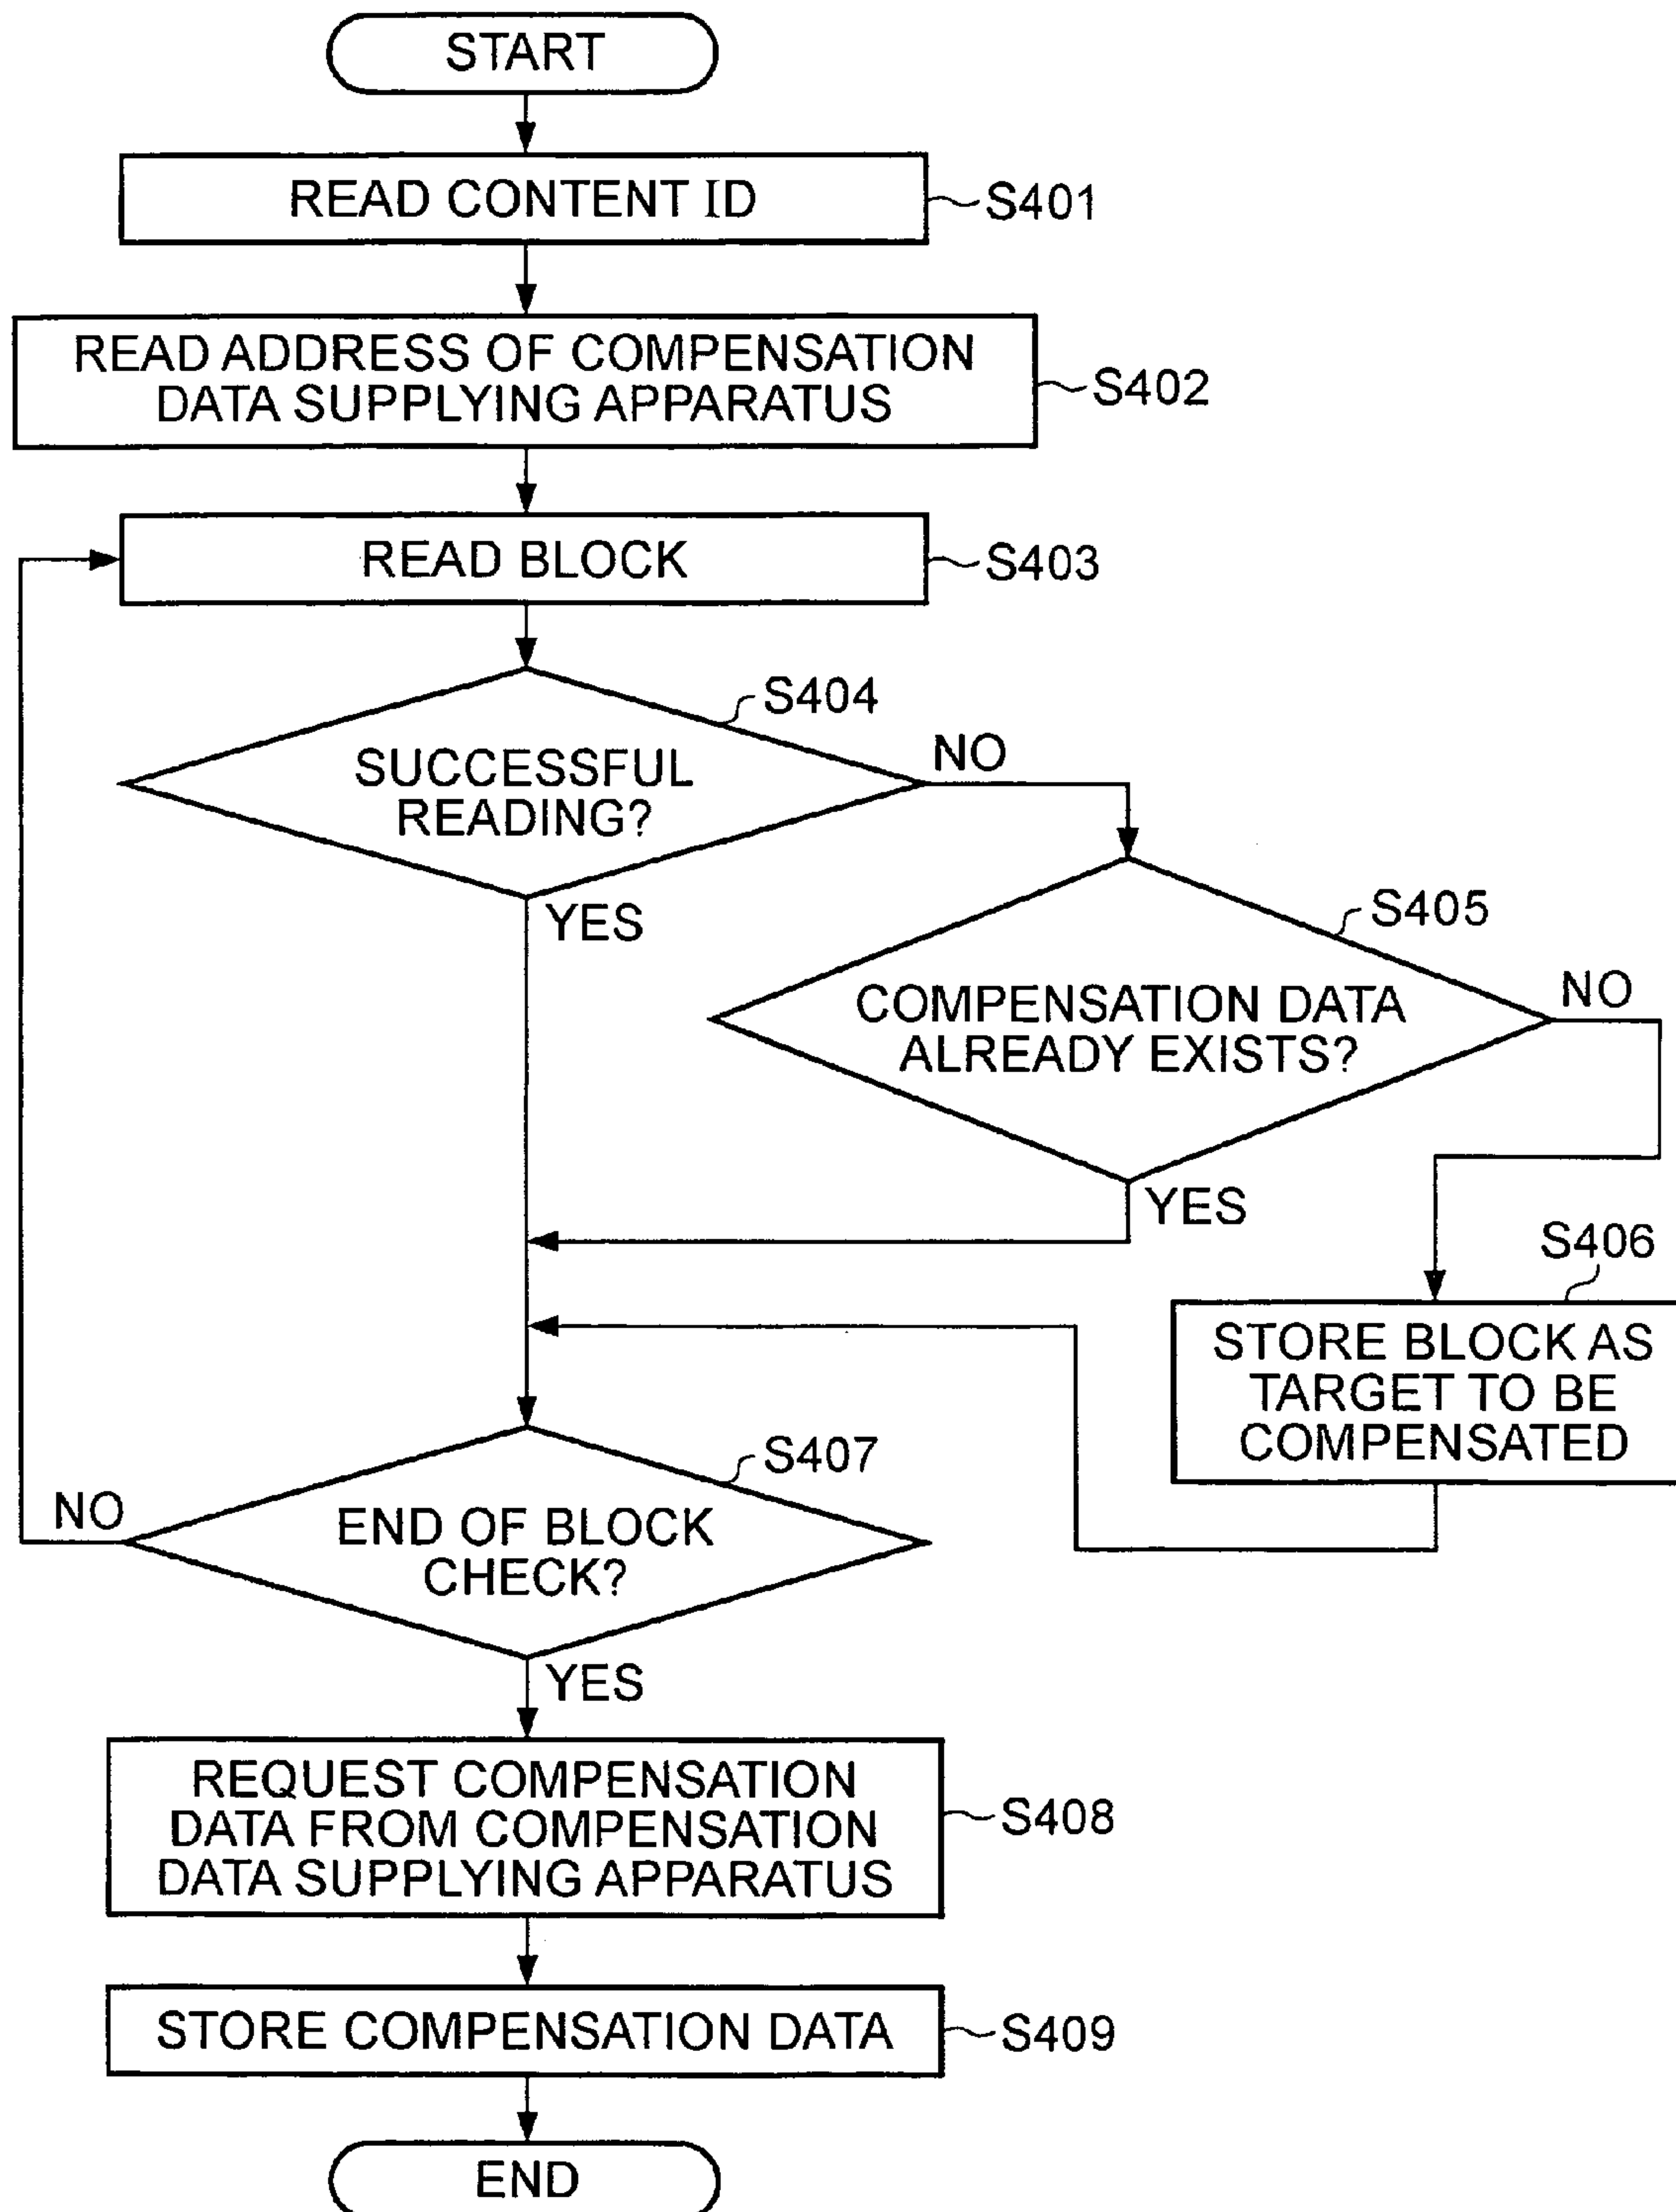 START
READ CONTENT ID
S401
READ ADDRESS OF COMPENSATION
DATA SUPPLYING APPARATUS
S402
READ BLOCK
S403
S404
SUCCESSFUL
READING?
NO
YES
S405
COMPENSATION DATA
ALREADY EXISTS?
NO
YES
S406
STORE BLOCK AS
TARGET TO BE
COMPENSATED
S407
END OF BLOCK
CHECK?
NO
YES
REQUEST COMPENSATION
DATA FROM COMPENSATION
DATA SUPPLYING APPARATUS
S408
STORE COMPENSATION DATA
S409
END